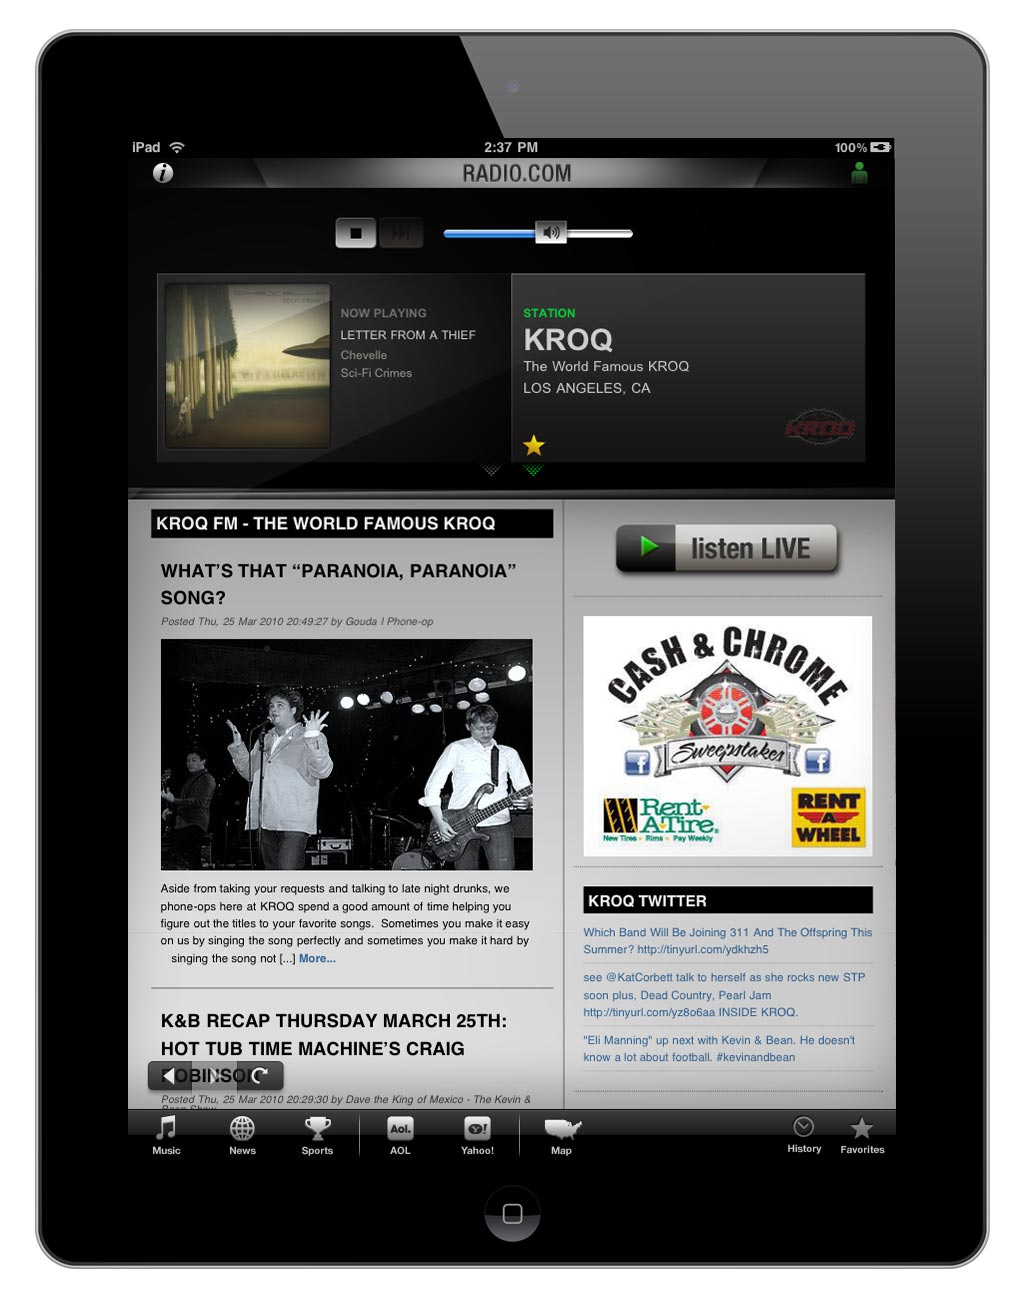 iPad
2:37 PM
100%
i
RADIO.COM
CHEVELLE
SCI-FI CRIMES
NOW PLAYING
LETTER FROM A THIEF
Chevelle
Sci-Fi Crimes
STATION
KROQ
The World Famous KROQ
LOS ANGELES, CA
KROQ
KROQ FM - THE WORLD FAMOUS KROQ
WHAT’S THAT “PARANOIA, PARANOIA”
SONG?
Posted Thu, 25 Mar 2010 20:49:27 by Gouda | Phone-op
Aside from taking your requests and talking to late night drunks, we
phone-ops here at KROQ spend a good amount of time helping you
figure out the titles to your favorite songs.  Sometimes you make it easy
on us by singing the song perfectly and sometimes you make it hard by
singing the song not [...] More...
K&B RECAP THURSDAY MARCH 25TH:
HOT TUB TIME MACHINE’S CRAIG
ROBINSON
Posted Thu, 25 Mar 2010 20:29:30 by Dave the King of Mexico - The Kevin &
Bean Show
listen LIVE
CASH & CHROME
Sweepstakes
f
f
Rent
A-Tire
New Tires - Rims - Pay Weekly
RENT
A
WHEEL
KROQ TWITTER
Which Band Will Be Joining 311 And The Offspring This
Summer? http://tinyurl.com/ydkhzh5
see @KatCorbett talk to herself as she rocks new STP
soon plus, Dead Country, Pearl Jam
http://tinyurl.com/yz8o6aa INSIDE KROQ.
"Eli Manning" up next with Kevin & Bean. He doesn't
know a lot about football. #kevinandbean
Aol.
Y!
Music
News
Sports
AOL
Yahoo!
Map
History
Favorites